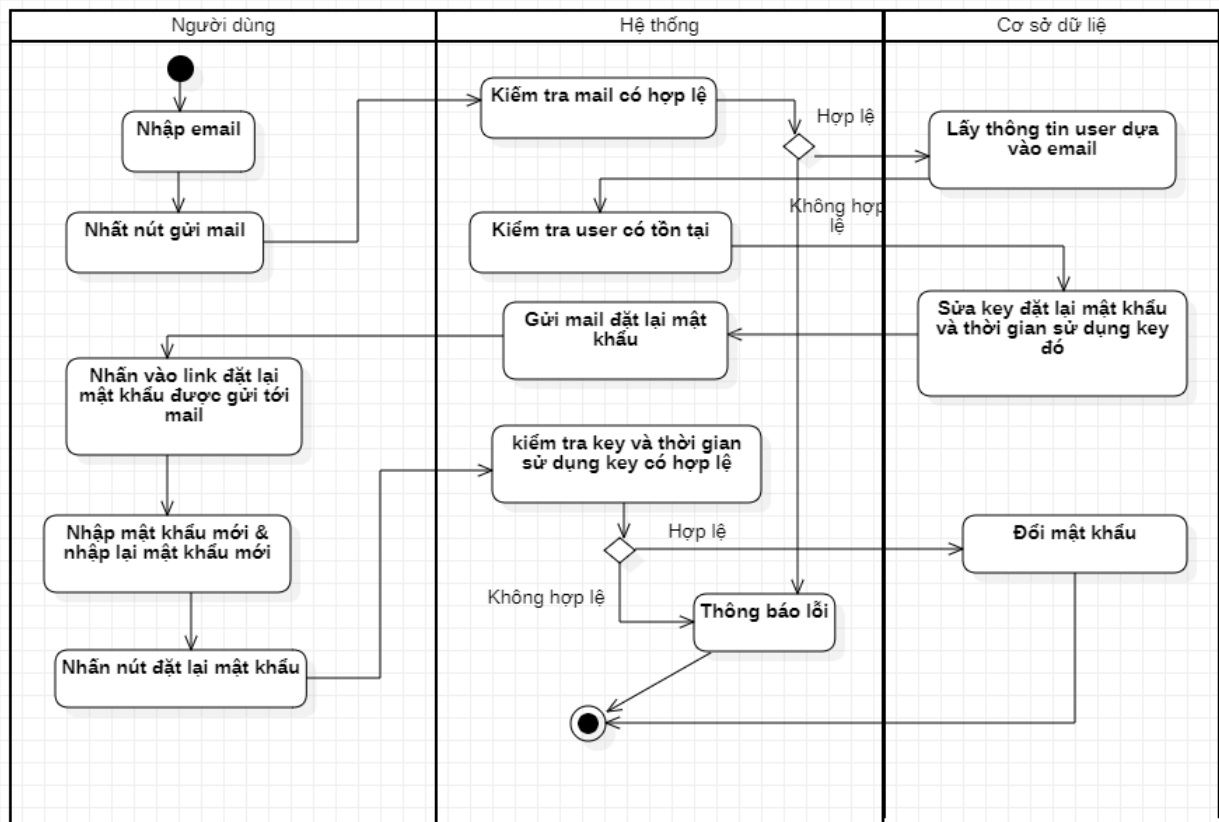 Người dùng
Hệ thống
Cơ sở dữ liệ
Nhập email
Nhất nút gửi mail
Kiểm tra mail có hợp lệ
Hợp lệ
Lấy thông tin user dựa
vào email
Không hợp
lệ
Kiểm tra user có tồn tại
Sửa key đặt lại mật khẩu
và thời gian sử dụng key
đó
Gửi mail đặt lại mật
khẩu
Nhấn vào link đặt lại
mật khẩu được gửi tới
mail
kiểm tra key và thời gian
sử dụng key có hợp lệ
Nhập mật khẩu mới &
nhập lại mật khẩu mới
Hợp lệ
Đổi mật khẩu
Không hợp lệ
Thông báo lỗi
Nhấn nút đặt lại mật khẩu